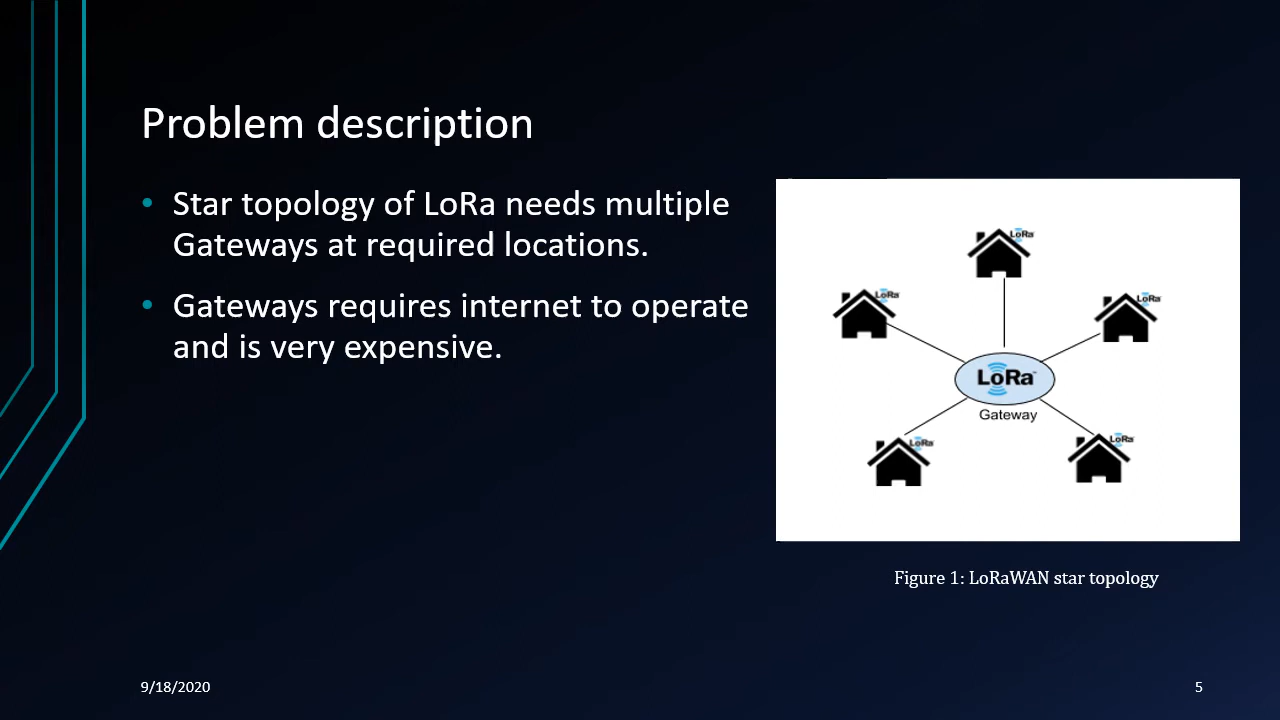 Problem description
• Star topology of LoRa needs multiple
Gateways at required locations.
• Gateways requires internet to operate
and is very expensive.
LoRa
LoRa
LoRa
LoRa™
Gateway
LoRa
LoRa
Figure 1: LoRaWAN star topology
9/18/2020
5